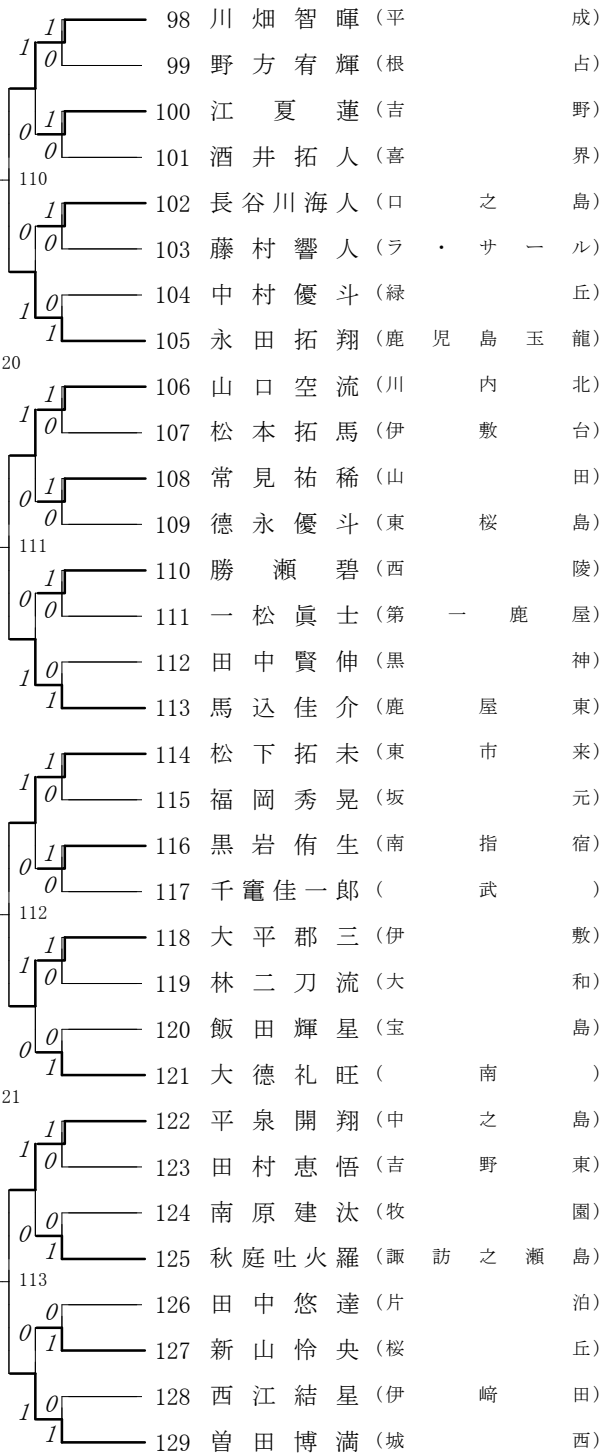 1 98 川畑智暉 (平成)
1
0 99 野方宥輝 (根占)
1 100 江夏蓮 (吉野)
0
0 101 酒井拓人 (喜界)
110
1 102 長谷川海人 (口之島)
0
0 103 藤村響人 (ラ・サール)
0 104 中村優斗 (緑丘)
1
1 105 永田拓翔 (鹿児島玉龍)
20
1 106 山口空流 (川内北)
1
0 107 松本拓馬 (伊敷台)
1 108 常見祐稀 (山田)
0
0 109 德永優斗 (東桜島)
111
1 110 勝瀬碧 (西陵)
0
0 111 一松眞士 (第一鹿屋)
0 112 田中賢伸 (黒神)
1
1 113 馬込佳介 (鹿屋東)
1 114 松下拓未 (東市来)
1
0 115 福岡秀晃 (坂元)
1 116 黒岩侑生 (南指宿)
0
0 117 千竃佳一郎 (武)
112
1 118 大平郡三 (伊敷)
1
0 119 林二刀流 (大和)
0 120 飯田輝星 (宝島)
0
1 121 大德礼旺 (南)
21
1 122 平泉開翔 (中之島)
1
0 123 田村恵悟 (吉野東)
0 124 南原建汰 (牧園)
0
1 125 秋庭吐火羅 (諏訪之瀬島)
113
0 126 田中悠達 (片泊)
0
1 127 新山怜央 (桜丘)
0 128 西江結星 (伊﨑田)
1
1 129 曽田博満 (城西)